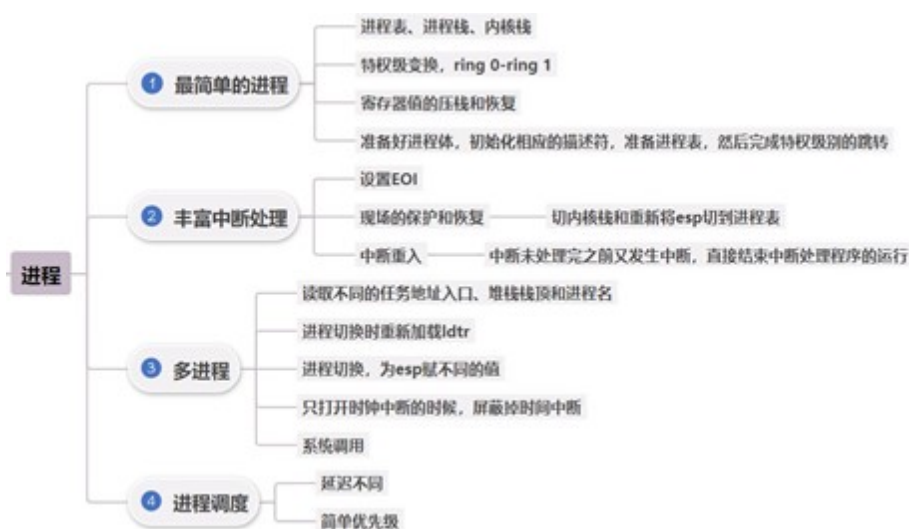 进程
1 最简单的进程
进程表、进程栈、内核栈
特权级变换，ring 0-ring 1
寄存器值的压栈和恢复
准备好进程体，初始化相应的描述符，准备进程表，然后完成特权级别的跳转
2 丰富中断处理
设置EOI
现场的保护和恢复
切内核栈和重新将esp切到进程表
中断重入
中断未处理完之前又发生中断，直接结束中断处理程序的运行
3 多进程
读取不同的任务地址入口、堆栈栈顶和进程名
进程切换时重新加载ldtr
进程切换，为esp赋不同的值
只打开时钟中断的时候，屏蔽掉时间中断
系统调用
4 进程调度
延迟不同
简单优先级